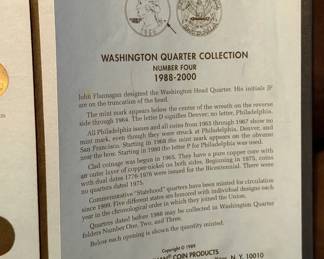 WASHINGTON QUARTER COLLECTION
NUMBER FOUR
1988-2000
John Flannagan designed the Washington Head Quarter. His initials JF
are on the truncation of the head.
The mint mark appears below the center of the wreath on the reverse
side through 1964. The letter D signifies Denver; no letter, Philadelphia.
All Philadelphia issues and all coins from 1965 through 1967 show no
mint mark, even though they were struck at Philadelphia, Denver, and
San Francisco. Starting in 1968 the mint mark appears on the obverse
near the bow. Starting in 1980 the letter P for Philadelphia was used.
Clad coinage was begun in 1965. They have a pure copper core with
an outer layer of copper-nickel on both sides. Beginning in 1975, coins
with dual dates 1776-1976 were issued for the Bicentennial. There were
no quarters dated 1975.
Commemorative "Statehood" quarters have been minted for circulation
since 1999. Five different states are honored with individual designs each
year in the chronological order in which they joined the Union.
Quarters dated before 1988 may be collected in Washington Quarter
folders Number One, Two, and Three.
Below each opening is shown the quantity minted.
Copyright © 1989
COIN PRODUCTS
N. Y. 10010